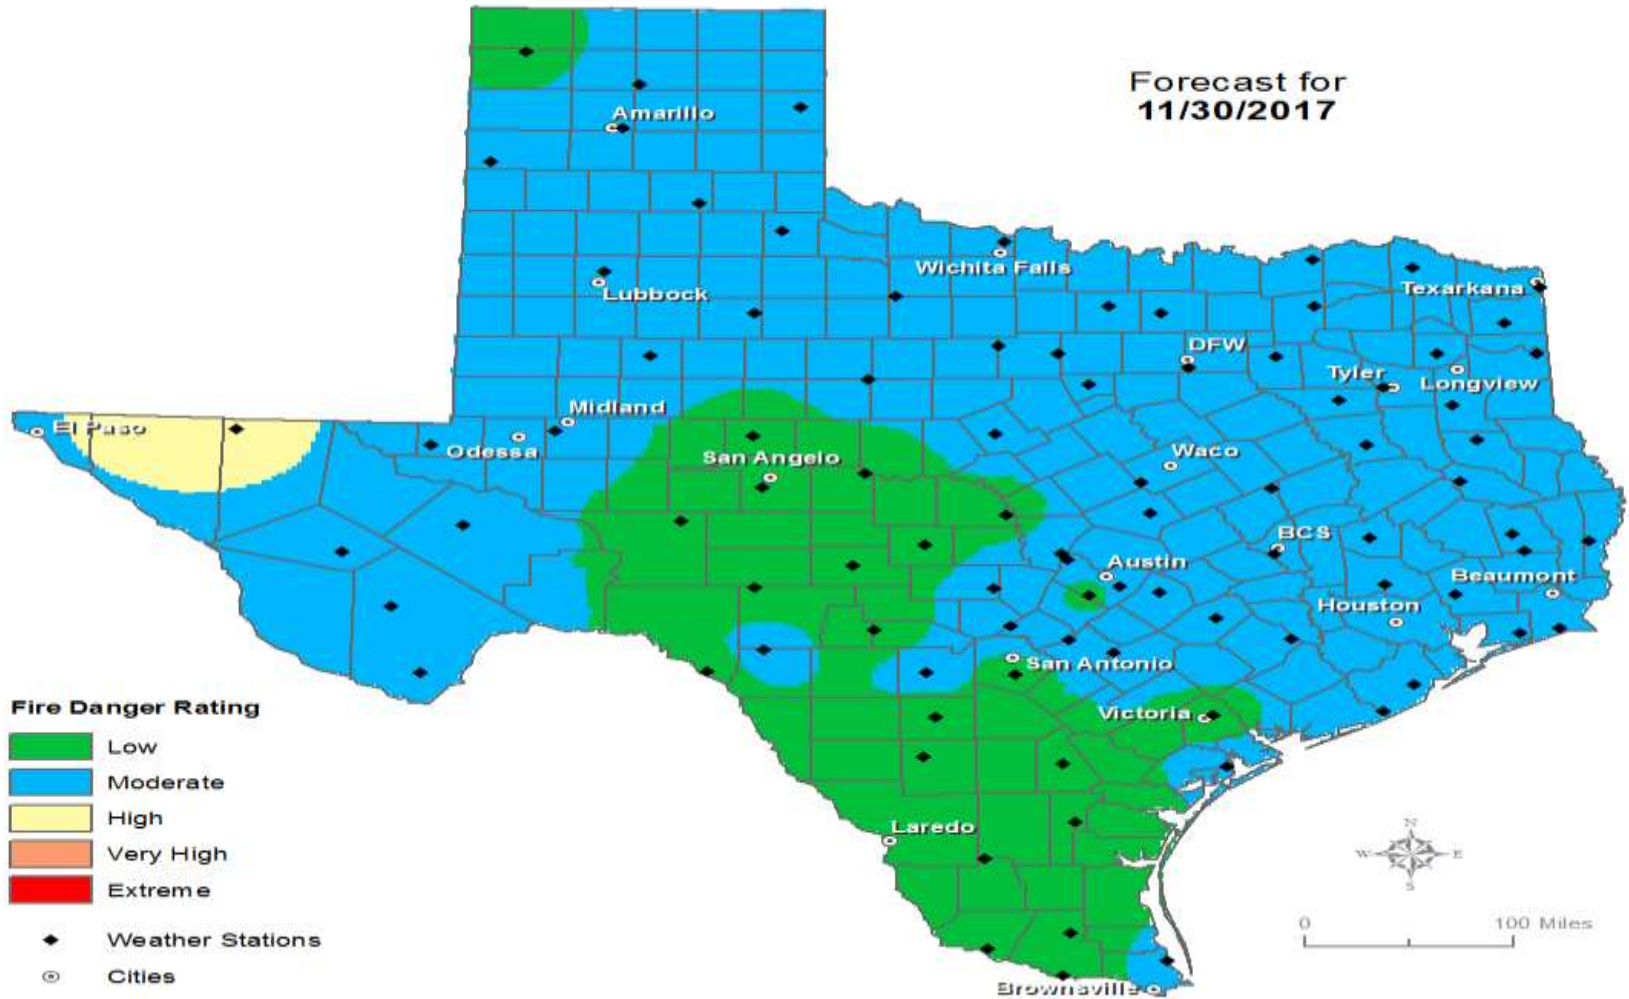 Forecast for
11/30/2017
Amarillo
Wichita Falls
Lubbock
Texarkana
DFW
Tyler
Longview
Midland
El Paso
Odessa
San Angelo
Waco
BCS
Austin
Beaumont
Houston
San Antonio
Victoria
Laredo
Brownsville
Fire Danger Rating
Low
Moderate
High
Very High
Extreme
Weather Stations
Cities
N
W E
S
0 100 Miles